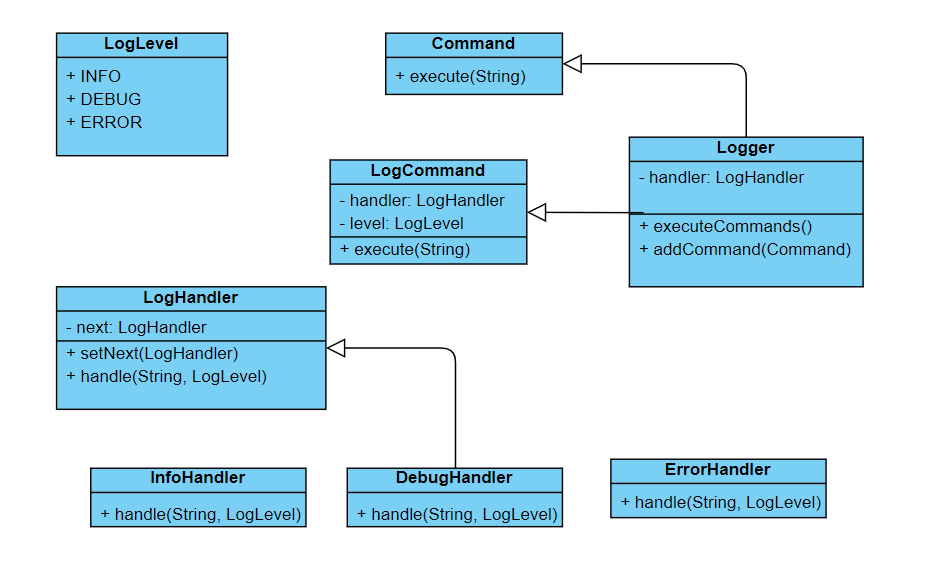 LogLevel
+ INFO
+ DEBUG
+ ERROR
Command
+ execute(String)
LogCommand
- handler: LogHandler
- level: LogLevel
+ execute(String)
Logger
- handler: LogHandler
+ executeCommands()
+ addCommand(Command)
LogHandler
- next: LogHandler
+ setNext(LogHandler)
+ handle(String, LogLevel)
InfoHandler
+ handle(String, LogLevel)
DebugHandler
+ handle(String, LogLevel)
ErrorHandler
+ handle(String, LogLevel)